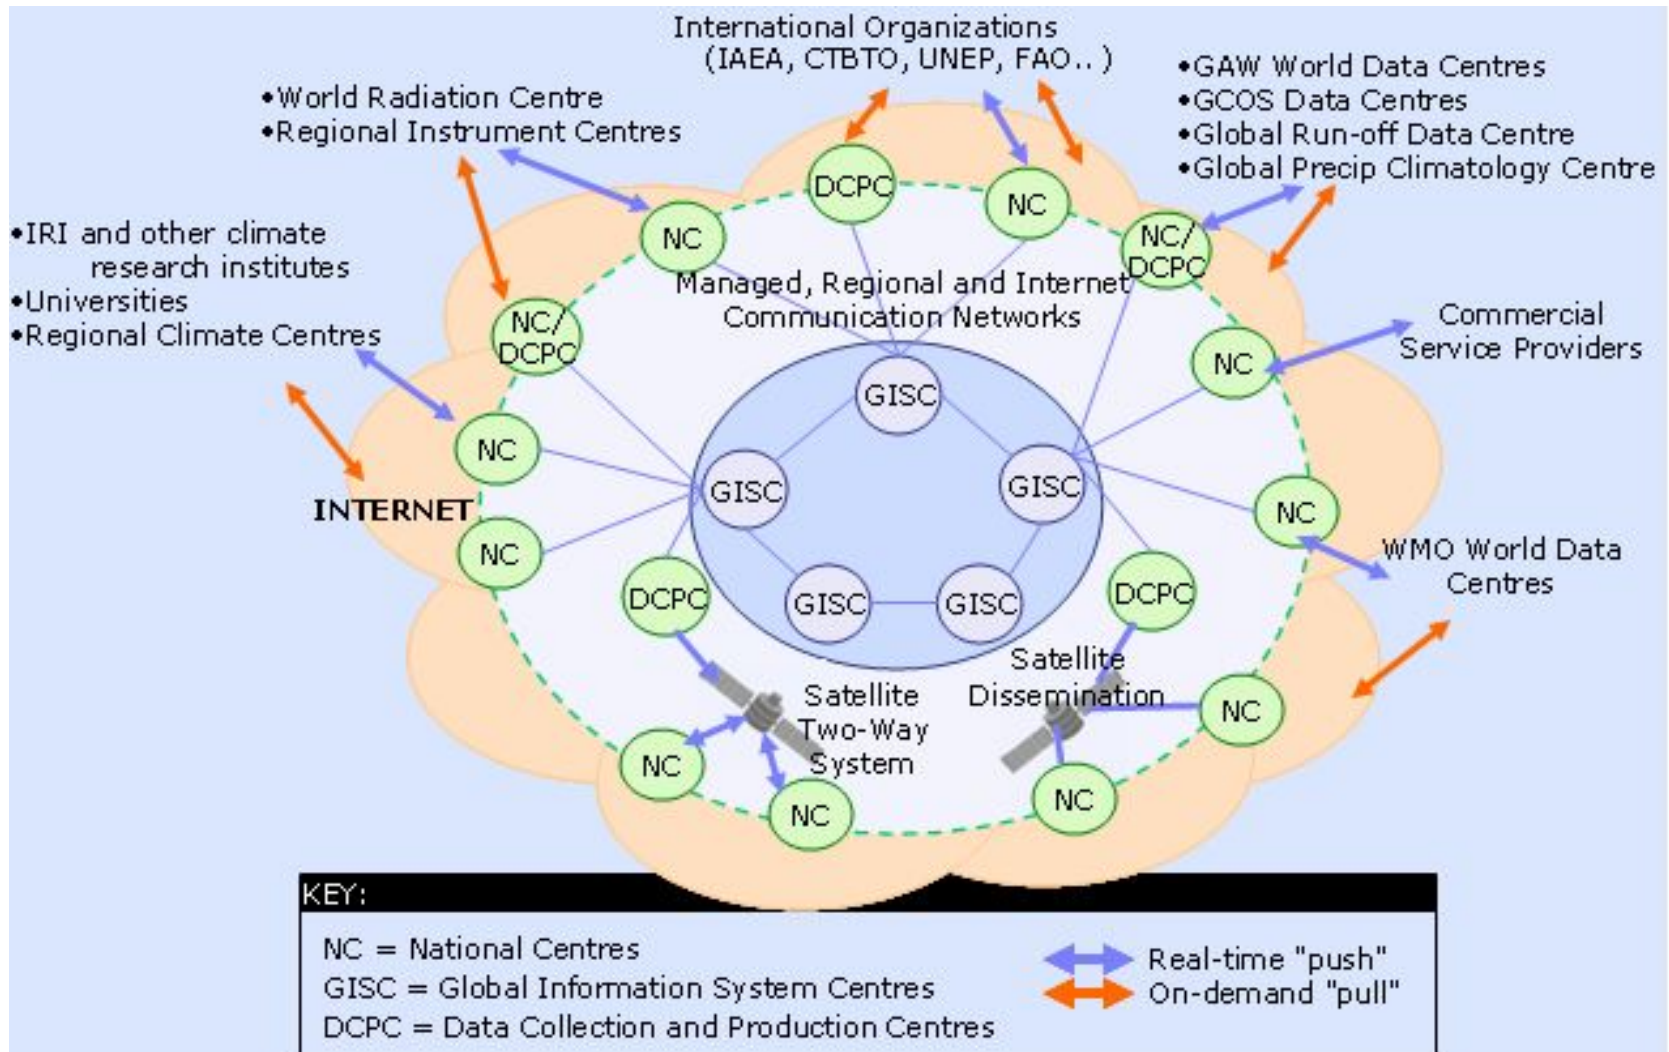 International Organizations
(IAEA, CTBTO, UNEP, FAO.. )
•GAW World Data Centres
•GCOS Data Centres
•Global Run-off Data Centre
•Global Precip Climatology Centre
•World Radiation Centre
•Regional Instrument Centres
•IRI and other climate
research institutes
•Universities
•Regional Climate Centres
DCPC
NC
NC
NC/
DCPC
Managed, Regional and Internet
Communication Networks
NC/
DCPC
NC
Commercial
Service Providers
GISC
NC
GISC
GISC
INTERNET
NC
NC
WMO World Data
Centres
DCPC
GISC
GISC
DCPC
Satellite
Dissemination
Satellite
Two-Way
System
NC
NC
NC
NC
KEY:
NC = National Centres
GISC = Global Information System Centres
DCPC = Data Collection and Production Centres
Real-time "push"
On-demand "pull"